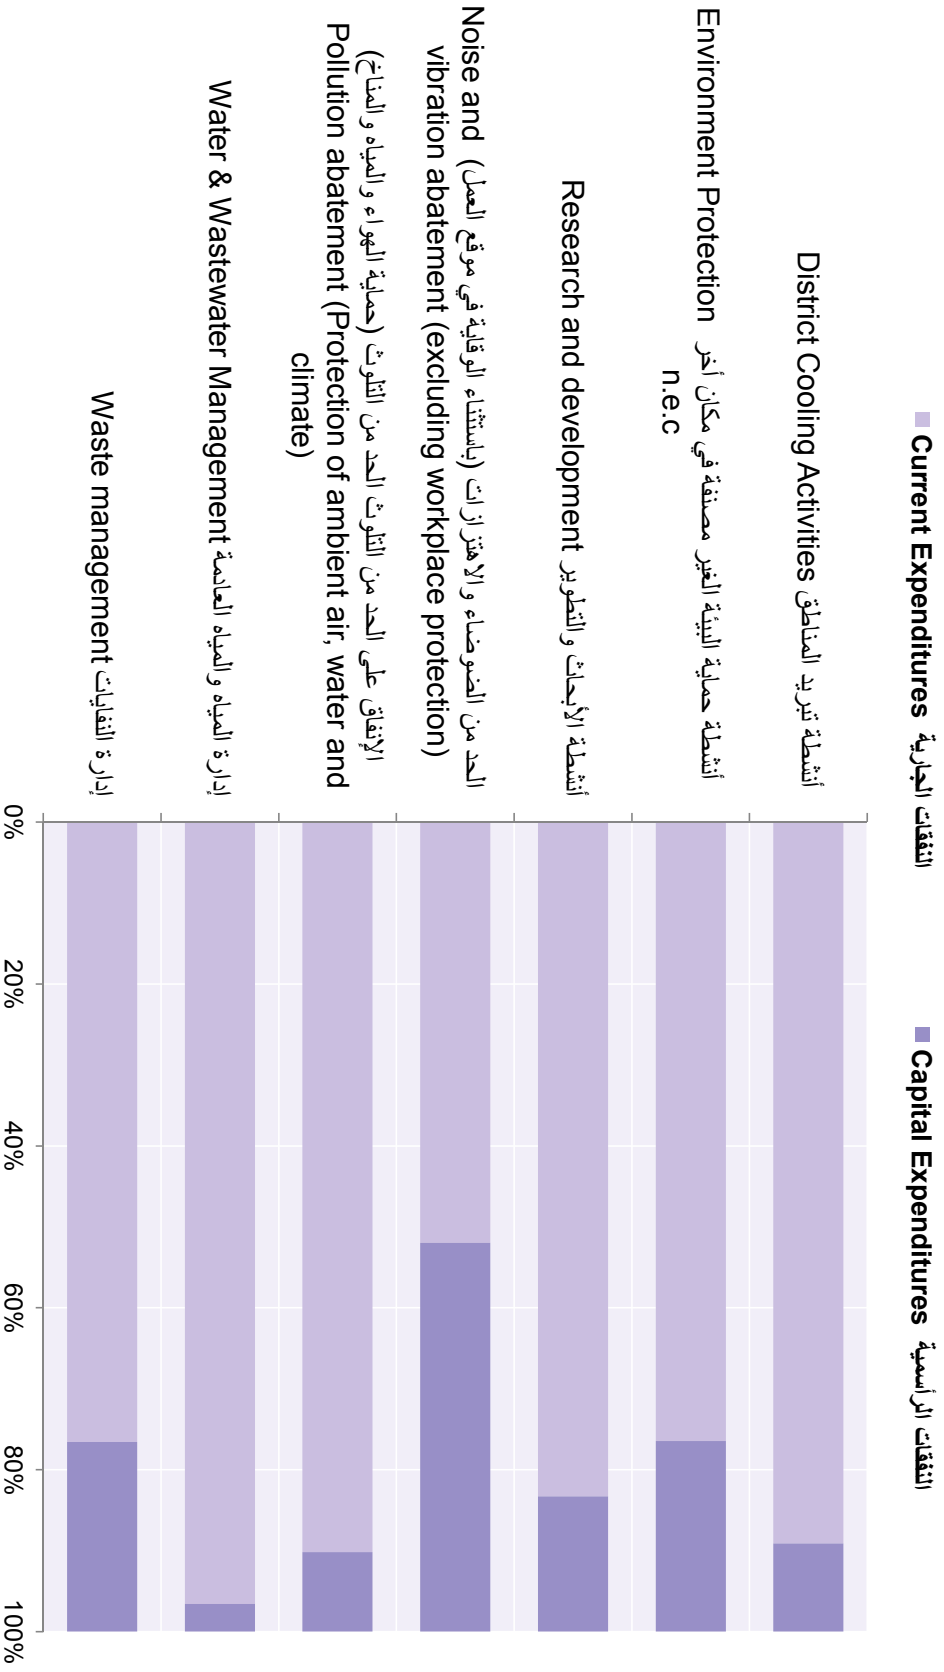 Current Expenditures النفقات الجارية
Capital Expenditures النفقات الرأسمية
District Cooling Activities أنشطة تبريد المناطق
Environment Protection أنشطة حماية البيئة الغير مصنفة في مكان أخر
n.e.c
Research and development أنشطة الأبحاث والتطوير
Noise and الحد من الضوضاء والاهتزازات (باستثناء الوقاية في موقع العمل)
vibration abatement (excluding workplace protection)
الإنفاق على الحد من التلوث الحد من التلوث (حماية الهواء والمياه والمناخ)
Pollution abatement (Protection of ambient air, water and
climate)
Water & Wastewater Management إدارة المياه والمياه العادمة
Waste management إدارة النفايات
0%
20%
40%
60%
80%
100%